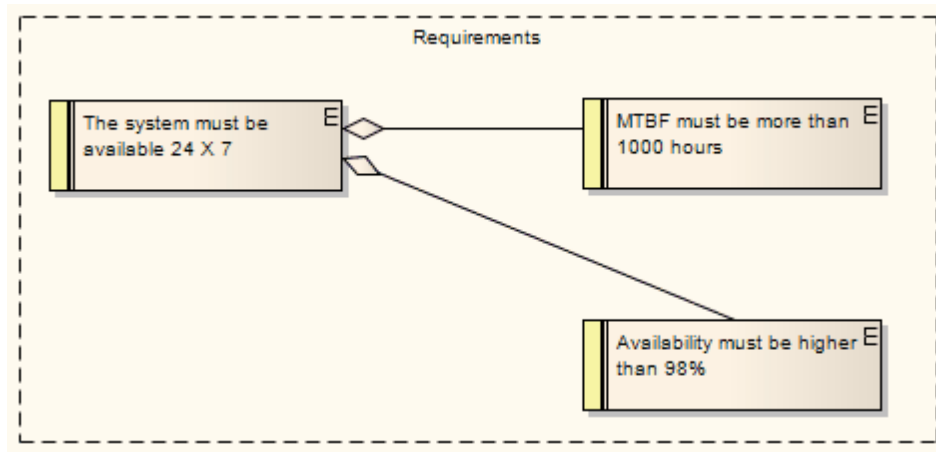 Requirements
The system must be
available 24 X 7
E
MTBF must be more than
1000 hours
E
Availability must be higher
than 98%
E